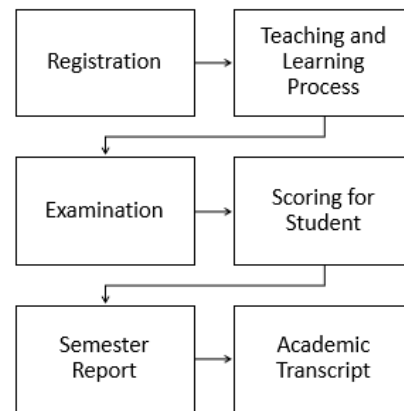 Registration
Teaching and
Learning
Process
Examination
Scoring for
Student
Semester
Report
Academic
Transcript